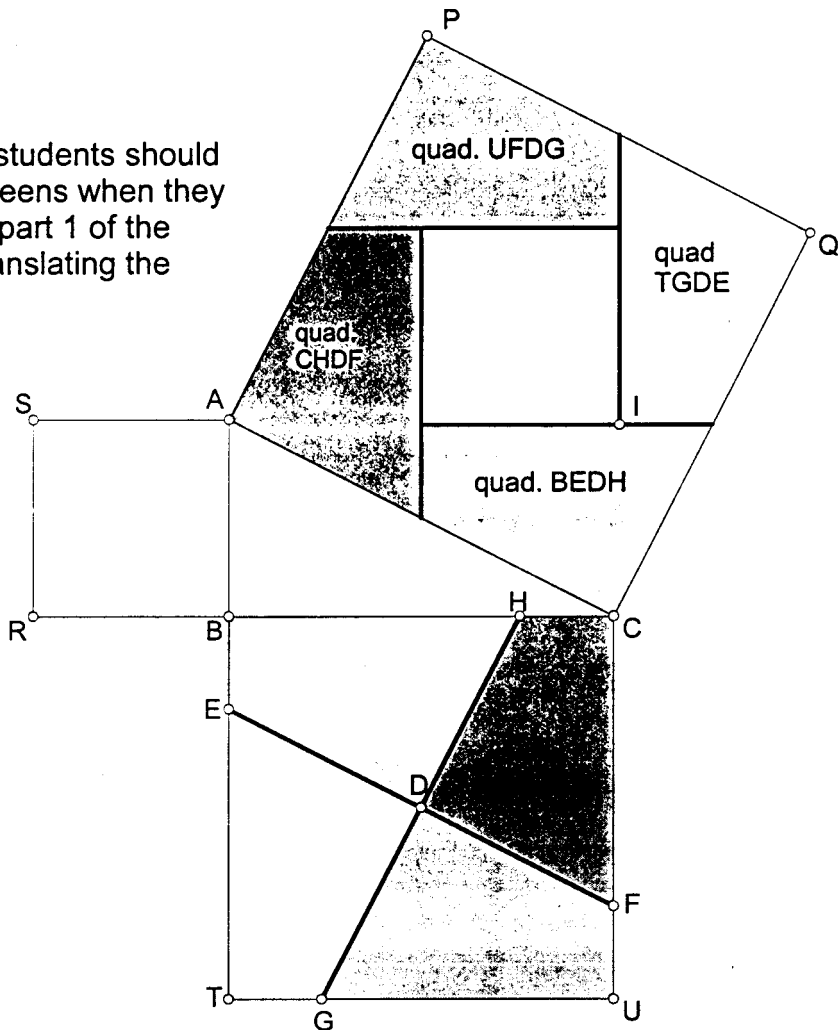 P
students should
eens when they
part 1 of the
anslating the
quad. UFDG
Q
quad
TGDE
quad.
CHDF
S
A
I
quad. BEDH
R
B
H
C
E
D
F
T
G
U